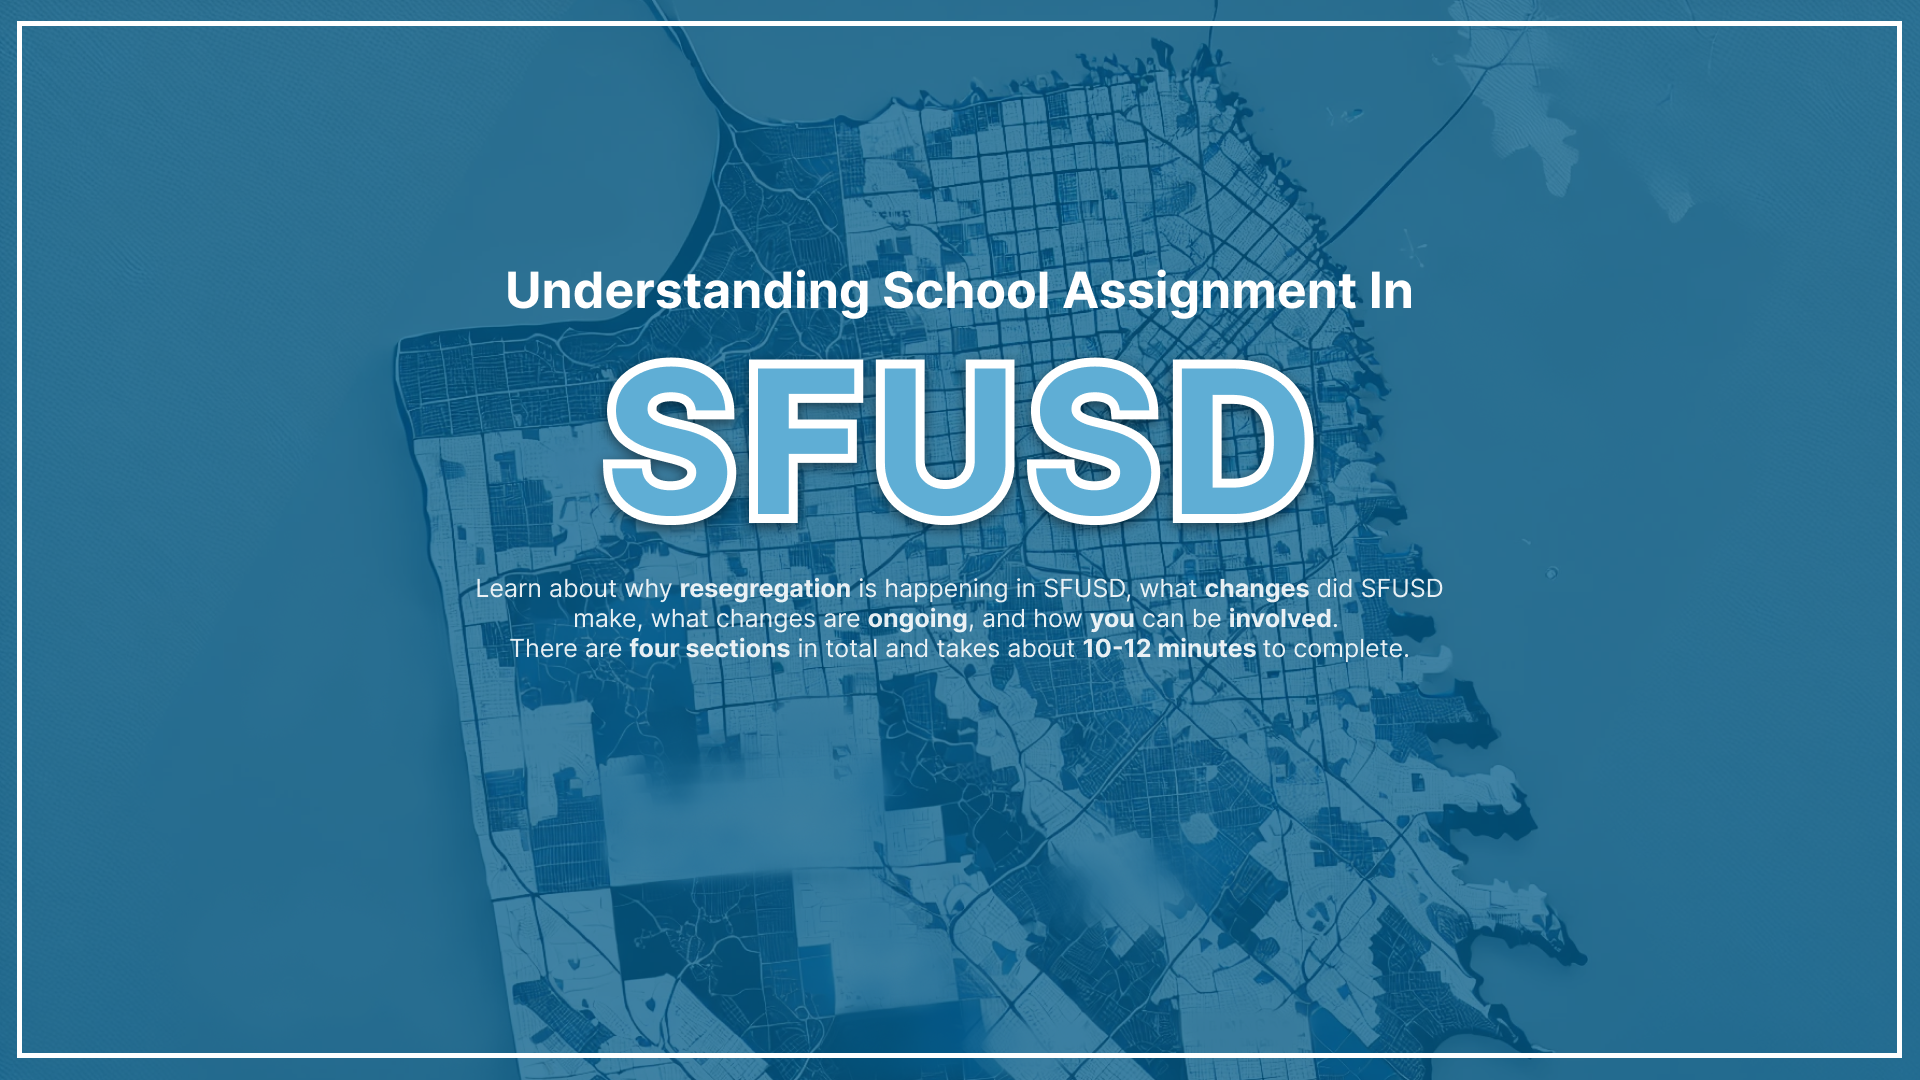 Understanding School Assignment In
SFUSD
Learn about why resegregation is happening in SFUSD, what changes did SFUSD
make, what changes are ongoing, and how you can be involved.
There are four sections in total and takes about 10-12 minutes to complete.